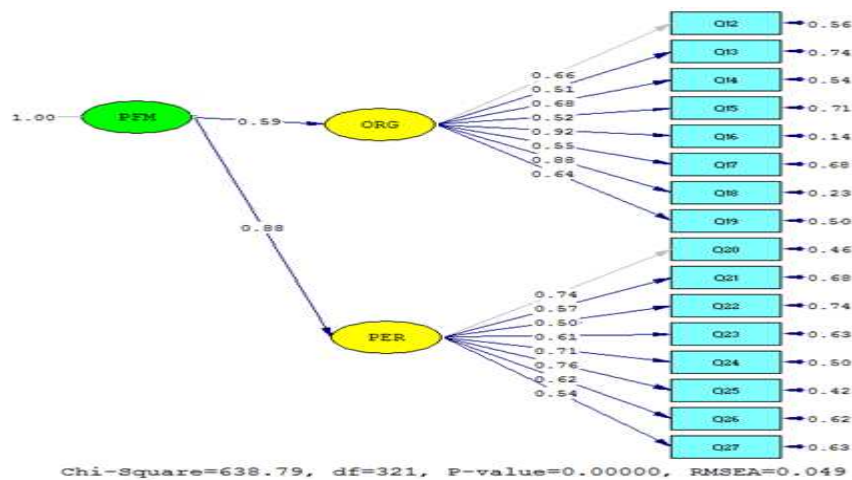 Q12 0.56
Q13 0.74
0.66
0.51
Q14 0.54
0.68
1.00 PFM 0.59 ORG 0.52 Q15 0.71
0.92
Q16 0.14
0.55
0.88
Q17 0.68
0.64
Q18 0.23
Q19 0.50
0.88
Q20 0.46
Q21 0.68
0.74
0.57
Q22 0.74
0.50
PER 0.61 Q23 0.63
0.71
Q24 0.50
0.76
0.62
Q25 0.42
0.54
Q26 0.62
Q27 0.63
Chi-Square=638.79, df=321, P-value=0.00000, RMSEA=0.049